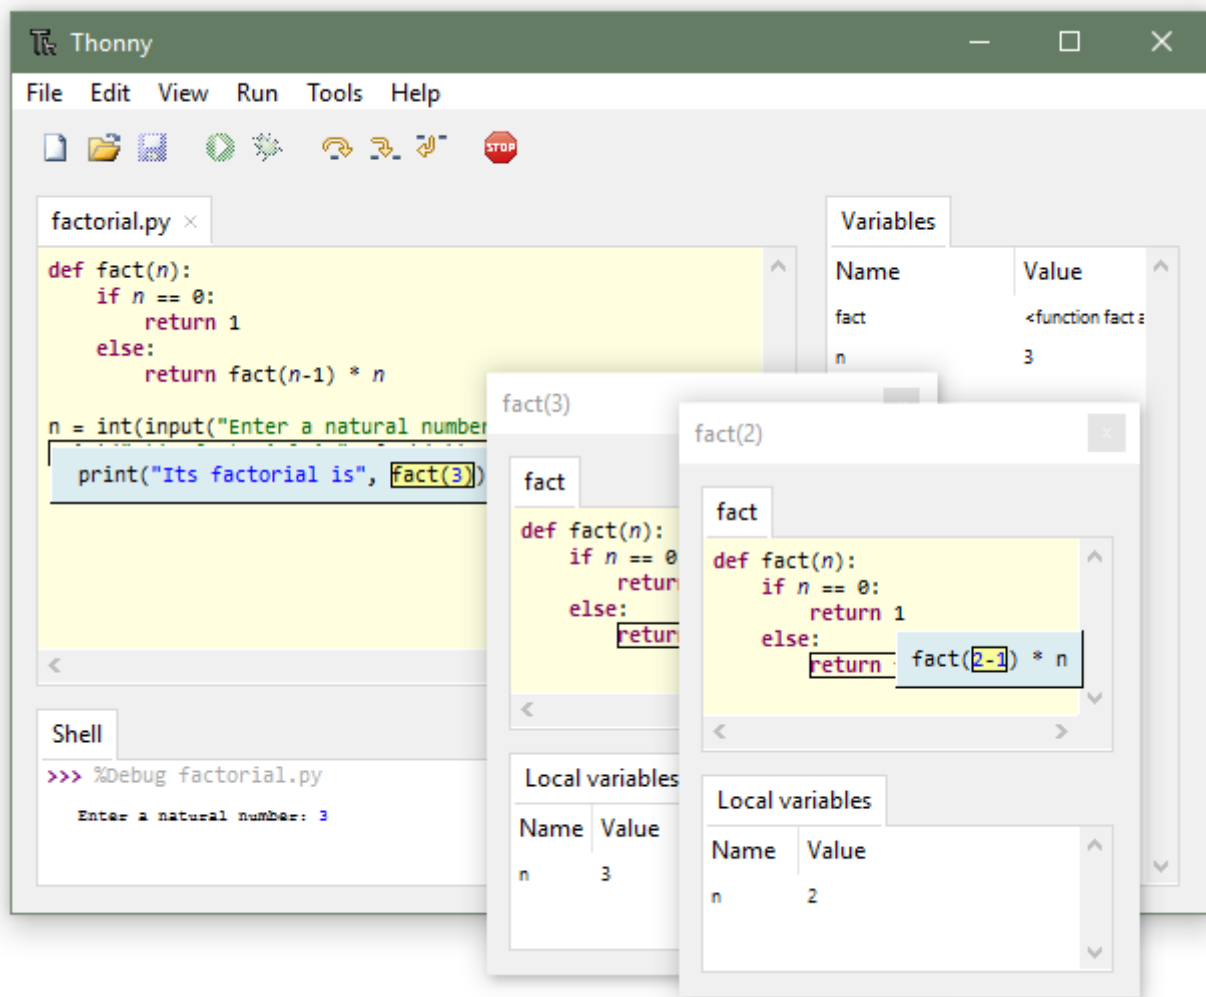 Thonny
File Edit View Run Tools Help
STOP
factorial.py
def fact(n):
    if n == 0:
        return 1
    else:
        return fact(n-1) * n
n = int(input("Enter a natural number
print("Its factorial is", fact(3))
Shell
>>> %Debug factorial.py
Enter a natural number: 3
Variables
Name Value
fact <function fact a
n 3
fact(3)
fact
def fact(n):
    if n == 0
        retur
    else:
        retur
Local variables
Name Value
n 3
fact(2)
x
fact
def fact(n):
    if n == 0:
        return 1
    else:
        return
fact(2-1) * n
Local variables
Name Value
n 2